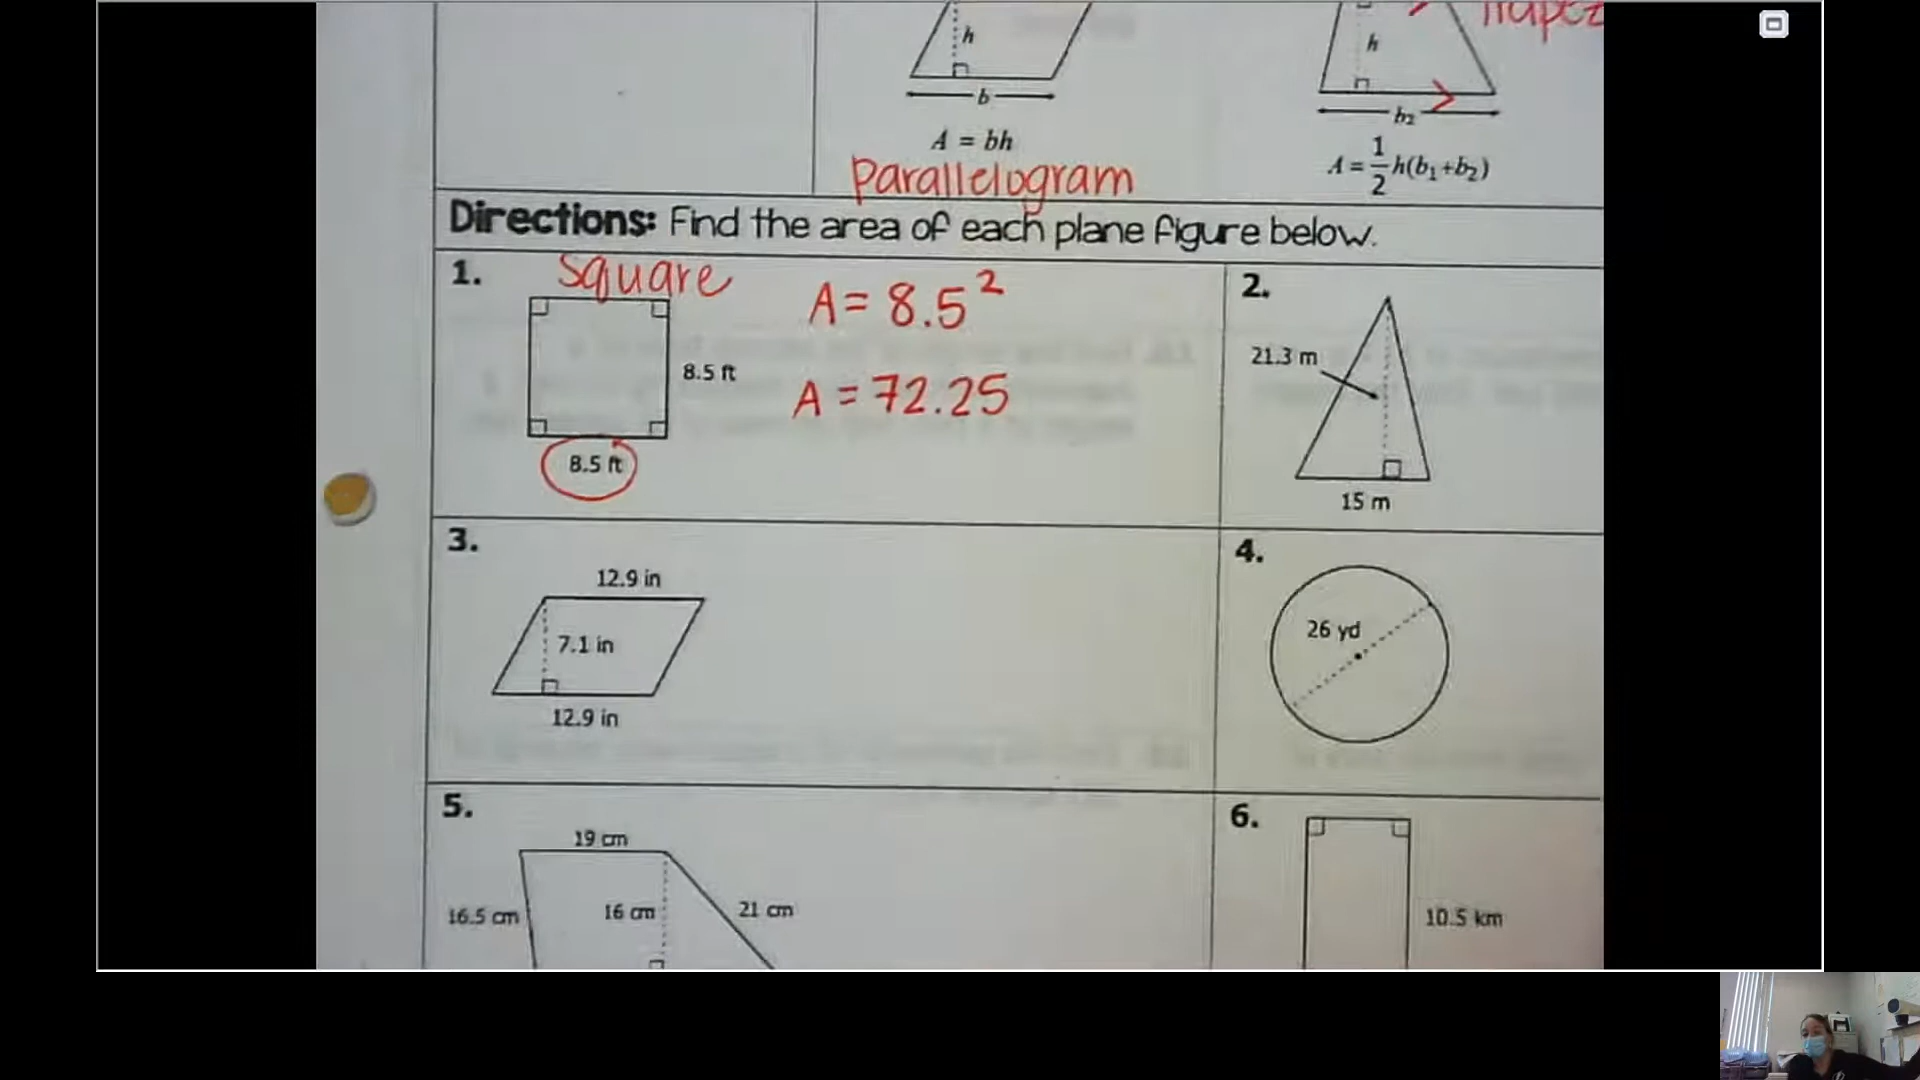 h
h
b
b₂
A = bh
A = 1/2 h(b₁+b₂)
Parallelogram
Directions: Find the area of each plane figure below.
1.
Square
A = 8.5²
8.5 ft
A = 72.25
8.5 ft
2.
21.3 m
15 m
3.
12.9 in
7.1 in
12.9 in
4.
26 yd
5.
19 cm
16.5 cm
16 cm
21 cm
6.
10.5 km